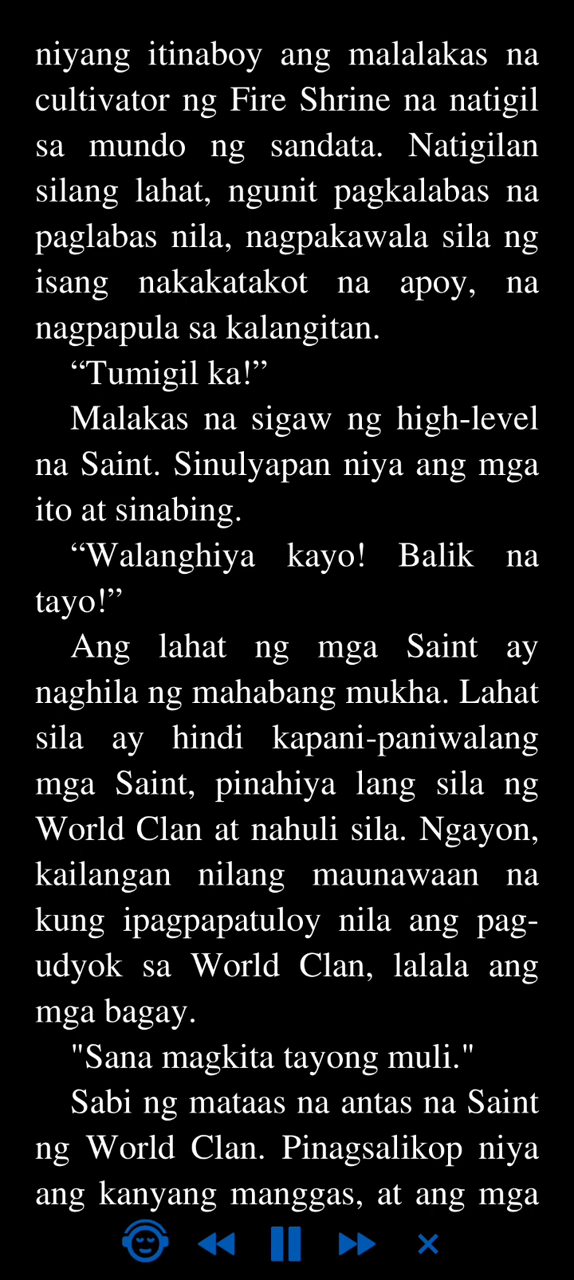 niyang itinaboy ang malalakas na
cultivator ng Fire Shrine na natigil
sa mundo ng sandata. Natigilan
silang lahat, ngunit pagkalabas na
paglabas nila, nagpakawala sila ng
isang nakakatakot na apoy, na
nagpapula sa kalangitan.
“Tumigil ka!”
Malakas na sigaw ng high-level
na Saint. Sinulyapan niya ang mga
ito at sinabing.
“Walanghiya kayo! Balik na
tayo!”
Ang lahat ng mga Saint ay
naghila ng mahabang mukha. Lahat
sila ay hindi kapani-paniwalang
mga Saint, pinahiya lang sila ng
World Clan at nahuli sila. Ngayon,
kailangan nilang maunawaan na
kung ipagpapatuloy nila ang pag-
udyok sa World Clan, lalala ang
mga bagay.
"Sana magkita tayong muli."
Sabi ng mataas na antas na Saint
ng World Clan. Pinagsalikop niya
ang kanyang manggas, at ang mga